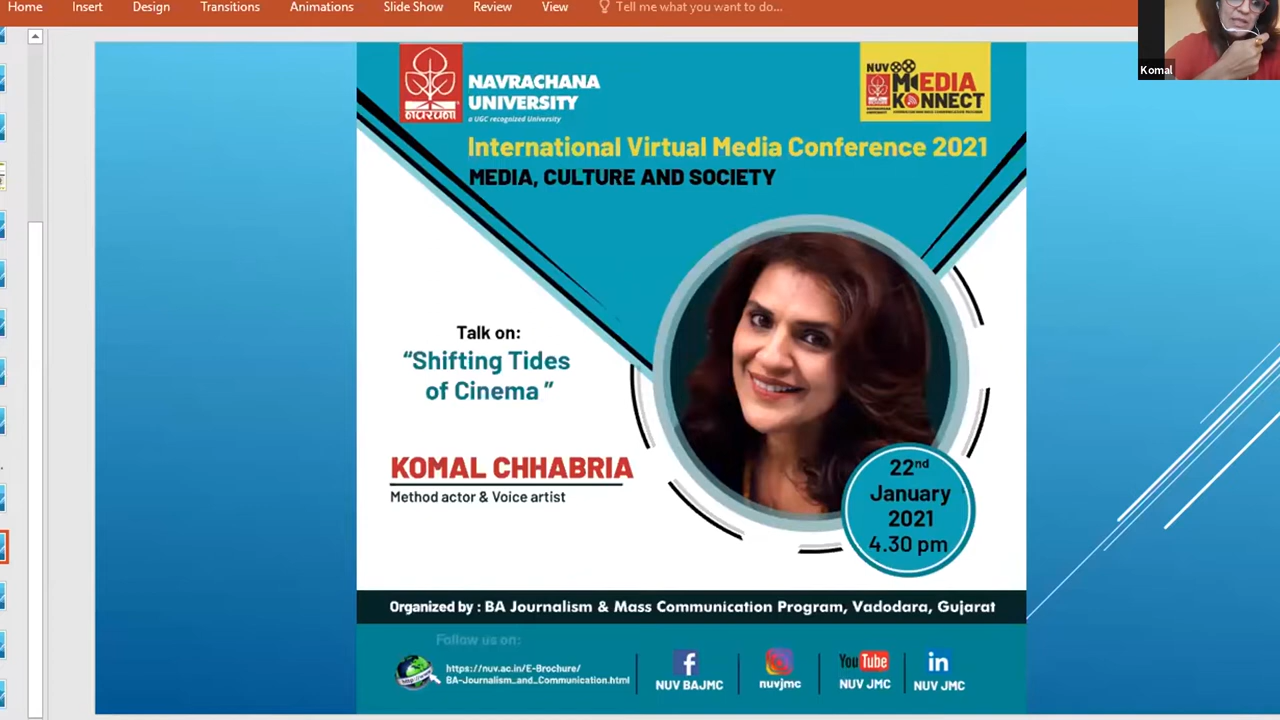 Home Insert Design Transitions Animations Slide Show Review View Tell me what you want to do...
Komal
નવરચના
NAVRACHANA
UNIVERSITY
a UGC recognized University
NUV
MEDIA
KONNECT
International Virtual Media Conference 2021
MEDIA, CULTURE AND SOCIETY
Talk on:
“Shifting Tides
of Cinema ”
KOMAL CHHABRIA
Method actor & Voice artist
22nd
January
2021
4.30 pm
Organized by : BA Journalism & Mass Communication Program, Vadodara, Gujarat
Follow us on:
https://nuv.ac.in/E-Brochure/
BA-Journalism_and_Communication.html
NUV BAJMC
nuvjmc
YouTube
NUV JMC
in
NUV JMC